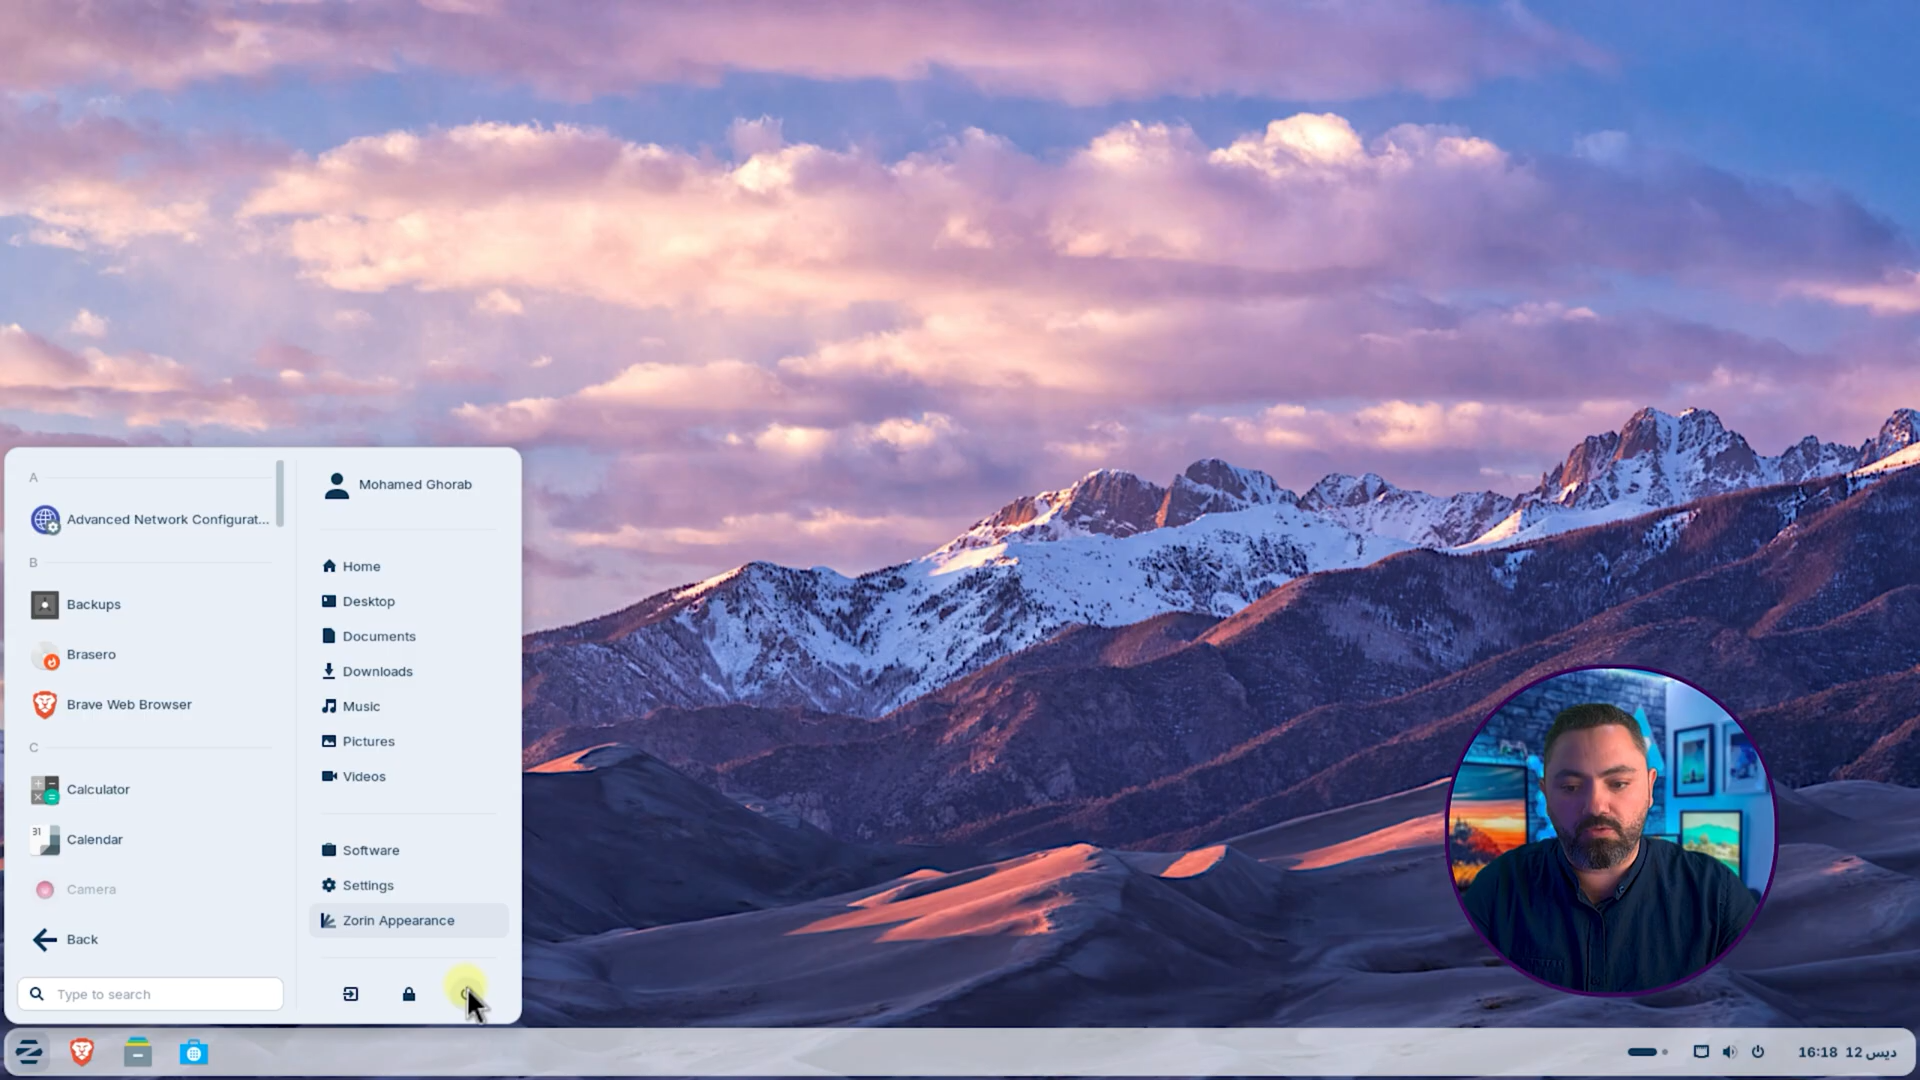 A
Advanced Network Configurat...
B
Backups
Brasero
Brave Web Browser
C
31
Calculator
Calendar
Camera
Back
Type to search
Mohamed Ghorab
Home
Desktop
Documents
Downloads
Music
Pictures
Videos
Software
Settings
Zorin Appearance
16:18 12 ديس